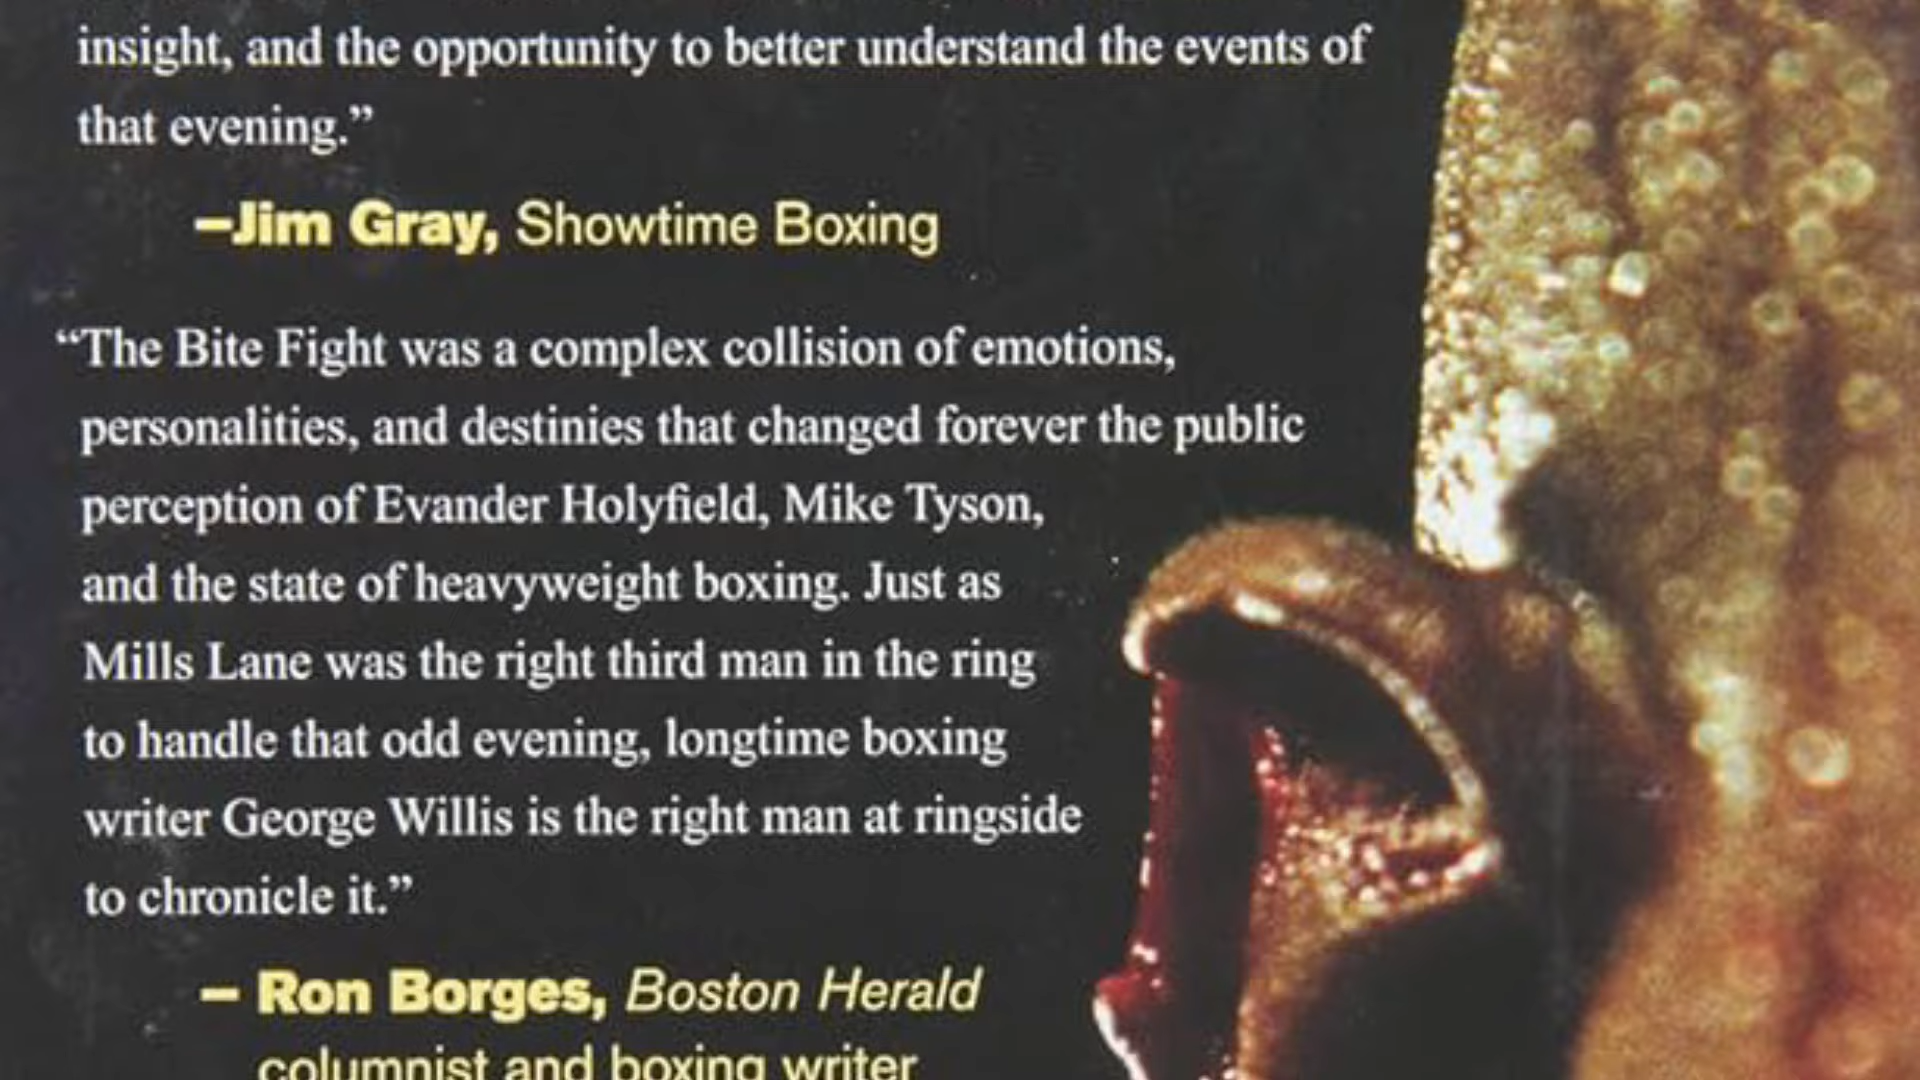 insight, and the opportunity to better understand the events of
that evening.”
–Jim Gray, Showtime Boxing
“The Bite Fight was a complex collision of emotions,
personalities, and destinies that changed forever the public
perception of Evander Holyfield, Mike Tyson,
and the state of heavyweight boxing. Just as
Mills Lane was the right third man in the ring
to handle that odd evening, longtime boxing
writer George Willis is the right man at ringside
to chronicle it.”
– Ron Borges, Boston Herald
columnist and boxing writer